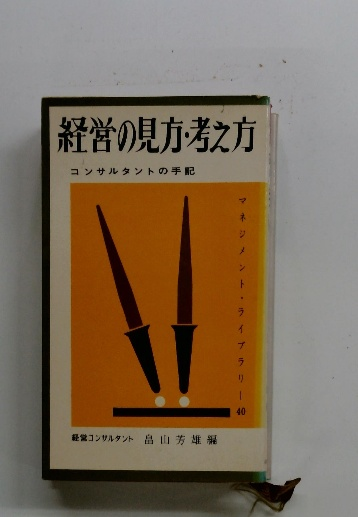 経営の見方・考え方
コンサルタントの手記
マネジメント・ライブラリー40
経営コンサルタント 畠山芳雄編